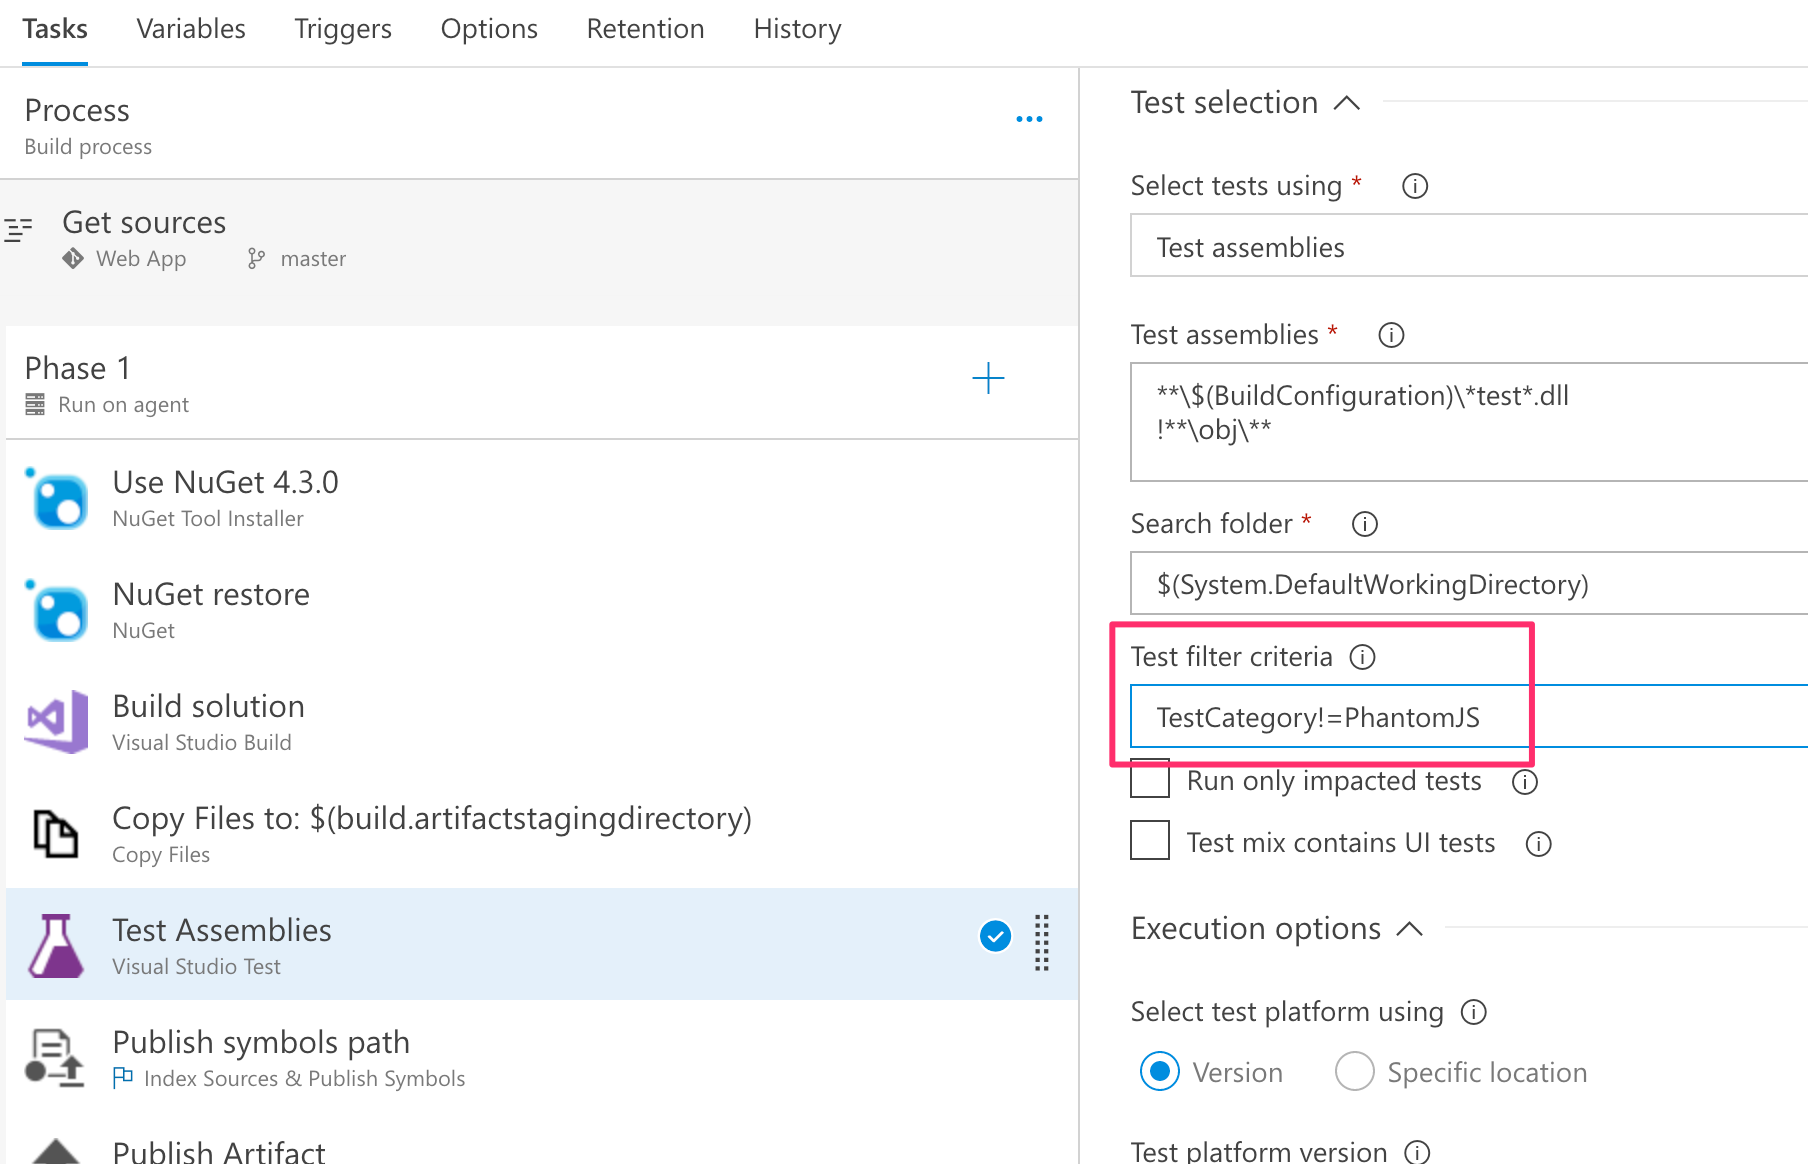 Tasks Variables Triggers Options Retention History
Process
Build process
Get sources
Web App master
Phase 1
Run on agent
Use NuGet 4.3.0
NuGet Tool Installer
NuGet restore
NuGet
Build solution
Visual Studio Build
Copy Files to: $(build.artifactstagingdirectory)
Copy Files
Test Assemblies
Visual Studio Test
Publish symbols path
Index Sources & Publish Symbols
Publish Artifact
Test selection
Select tests using *
Test assemblies
Test assemblies *
**\$(BuildConfiguration)\*test*.dll
!**\obj\**
Search folder *
$(System.DefaultWorkingDirectory)
Test filter criteria
TestCategory!=PhantomJS
Run only impacted tests
Test mix contains UI tests
Execution options
Select test platform using
Version Specific location
Test platform version